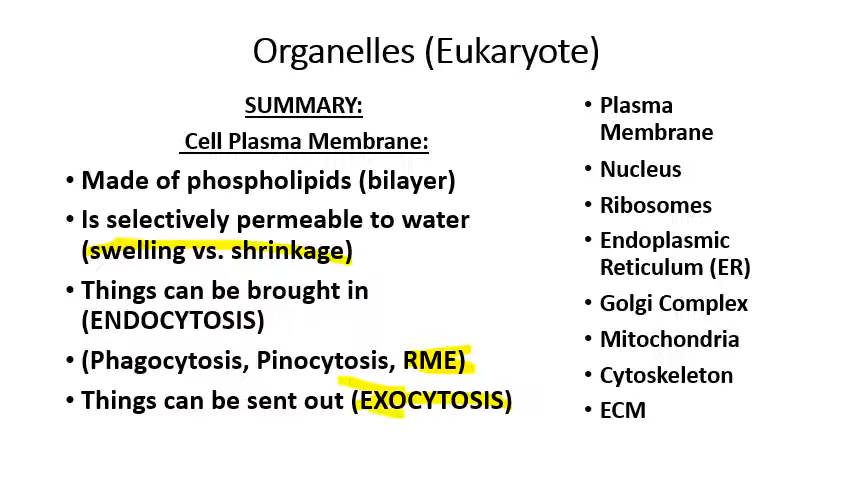 Organelles (Eukaryote)
SUMMARY:
Cell Plasma Membrane:
• Made of phospholipids (bilayer)
• Is selectively permeable to water
(swelling vs. shrinkage)
• Things can be brought in
(ENDOCYTOSIS)
• (Phagocytosis, Pinocytosis, RME)
• Things can be sent out (EXOCYTOSIS)
• Plasma
Membrane
• Nucleus
• Ribosomes
• Endoplasmic
Reticulum (ER)
• Golgi Complex
• Mitochondria
• Cytoskeleton
• ECM